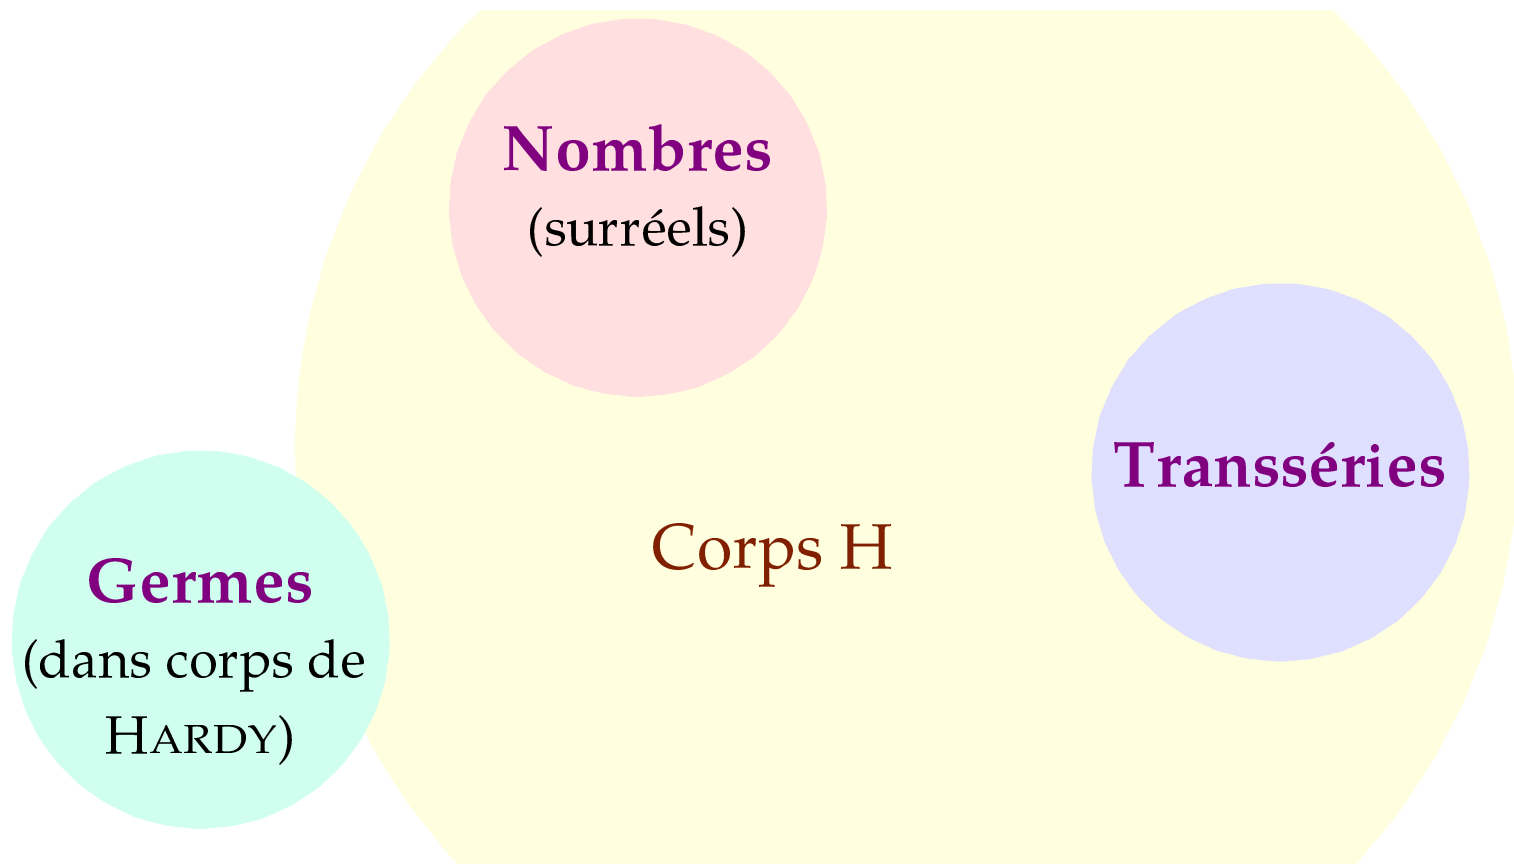 Nombres
(surréels)
Transséries
Corps H
Germes
(dans corps de
HARDY)